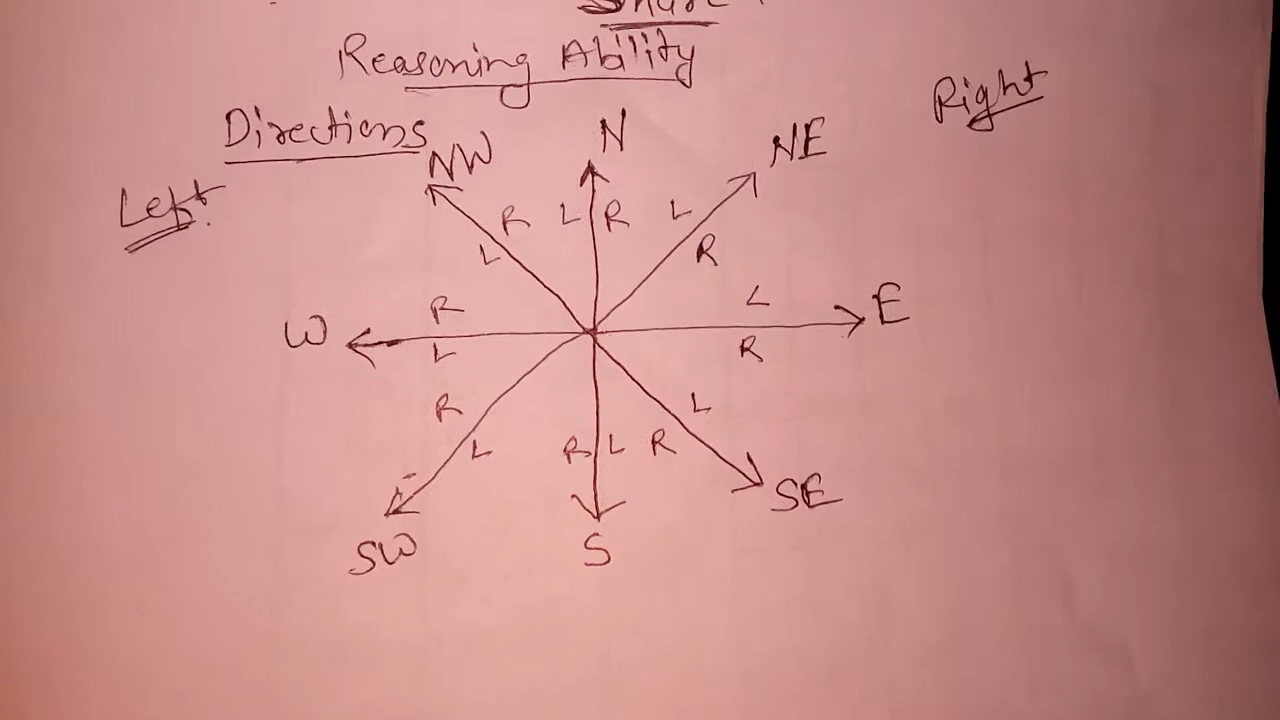 Reasoning Ability
Directions
Right
Left.
NW
N
NE
R L R L
L R
W R L E
L R
R L
L R L R
SW S SE